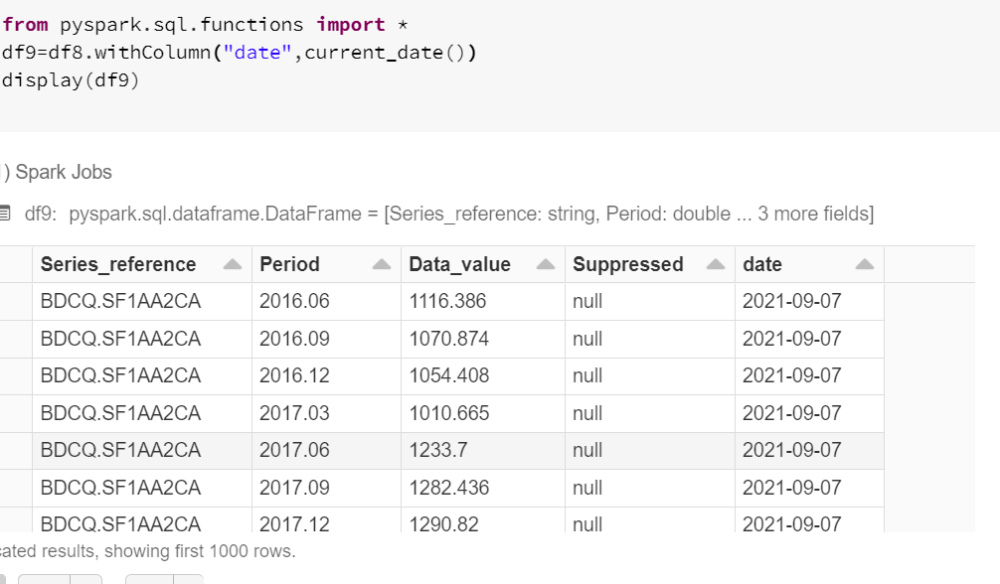 from pyspark.sql.functions import *
df9=df8.withColumn("date",current_date())
display(df9)
) Spark Jobs
df9: pyspark.sql.dataframe.DataFrame = [Series_reference: string, Period: double ... 3 more fields]
Series_reference Period Data_value Suppressed date
BDCQ.SF1AA2CA 2016.06 1116.386 null 2021-09-07
BDCQ.SF1AA2CA 2016.09 1070.874 null 2021-09-07
BDCQ.SF1AA2CA 2016.12 1054.408 null 2021-09-07
BDCQ.SF1AA2CA 2017.03 1010.665 null 2021-09-07
BDCQ.SF1AA2CA 2017.06 1233.7 null 2021-09-07
BDCQ.SF1AA2CA 2017.09 1282.436 null 2021-09-07
BDCQ.SF1AA2CA 2017.12 1290.82 null 2021-09-07
cated results, showing first 1000 rows.